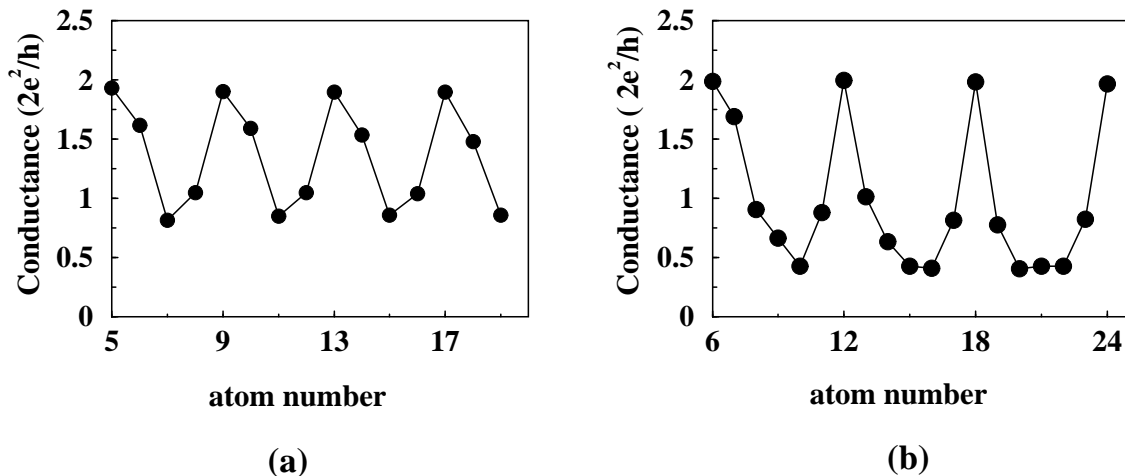 2.5
2
1.5
1
0.5
0
Conductance (2e²/h)
5 9 13 17
atom number
(a)
2.5
2
1.5
1
0.5
0
Conductance ( 2e²/h)
6 12 18 24
atom number
(b)